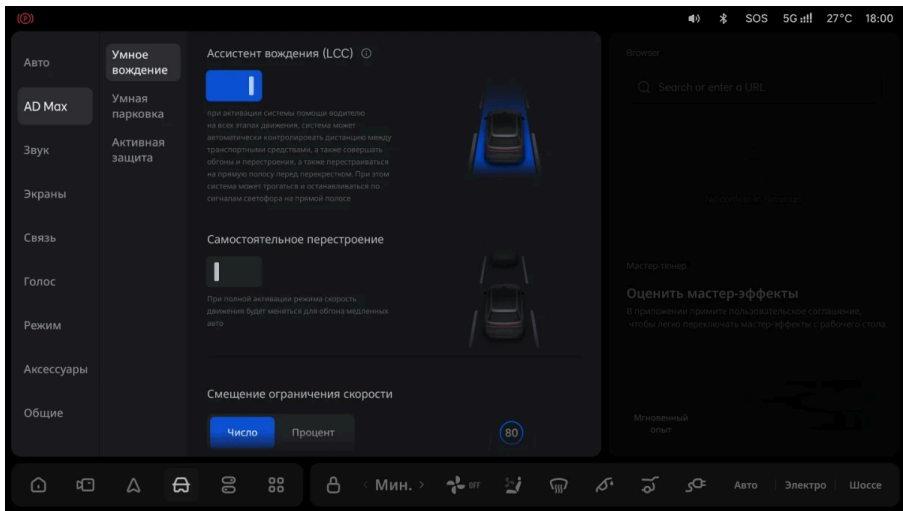 (P)
SOS
5G
27°C
18:00
Авто
AD Max
Звук
Экраны
Связь
Голос
Режим
Аксессуары
Общие
Умное
вождение
Умная
парковка
Активная
защита
Ассистент вождения (LCC)
при активации системы помощи водителю
на всех этапах движения, система может
автоматически контролировать дистанцию между
транспортными средствами, а также совершать
обгоны и перестроения, а также перестраиваться
на прямую полосу перед перекрестком. При этом
система может трогаться и останавливаться по
сигналам светофора на прямой полосе
Самостоятельное перестроение
При полной активации режима скорость
движения будет меняться для обгона медленных
авто
Смещение ограничения скорости
Число
Процент
80
Browser
Search or enter a URL
Мастер-тюнер
Оценить мастер-эффекты
В приложении примите пользовательское соглашение,
чтобы легко переключать мастер-эффекты с рабочего стола.
Мгновенный
опыт
< Мин. >
OFF
Авто
Электро
Шоссе